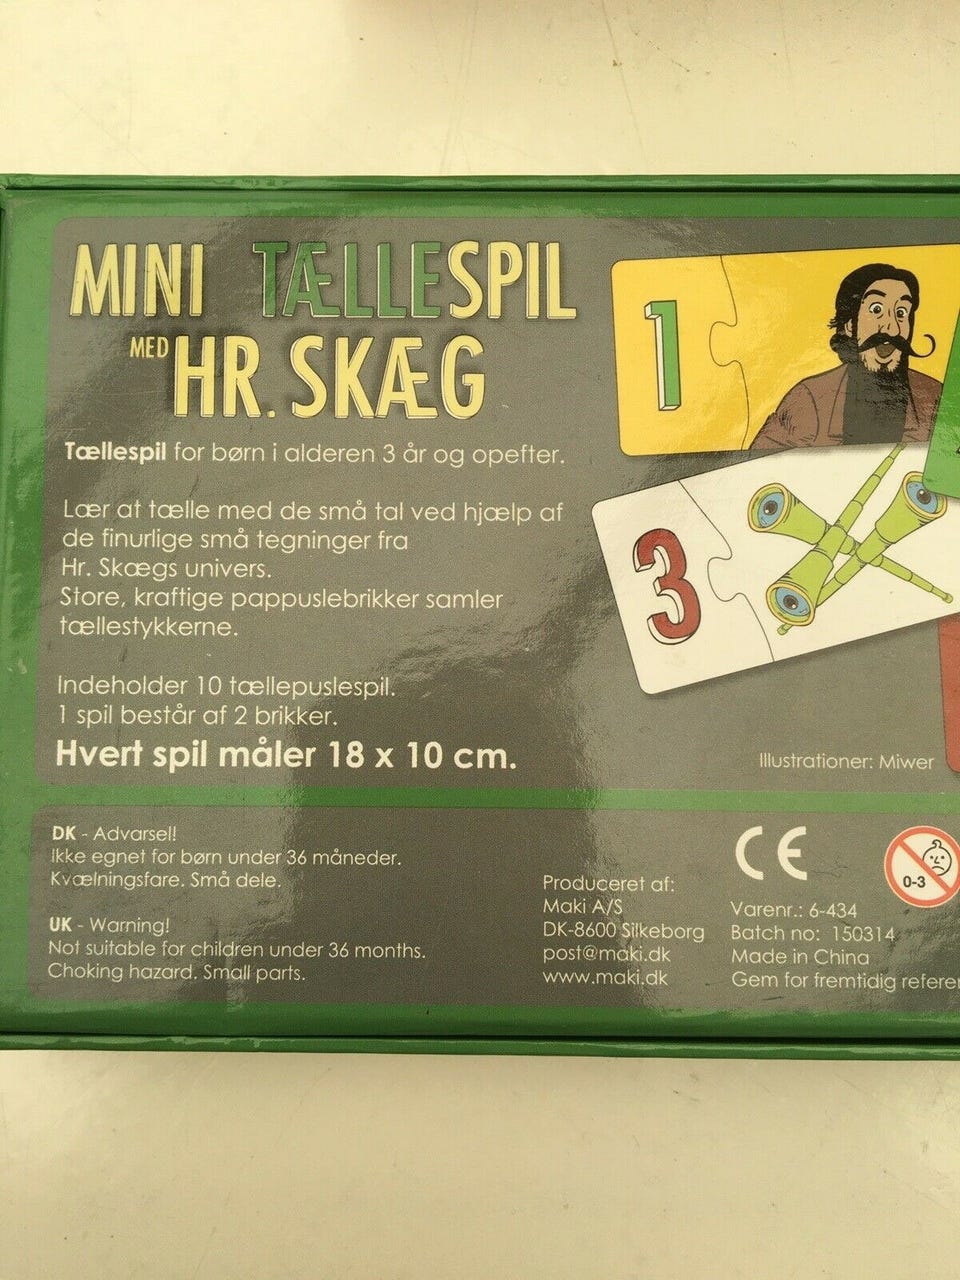 MINI TÆLLESPIL
MED HR. SKÆG
Tællespil for børn i alderen 3 år og opefter.
Lær at tælle med de små tal ved hjælp af
de finurlige små tegninger fra
Hr. Skægs univers.
Store, kraftige pappuslebrikker samler
tællestykkerne.
Indeholder 10 tællepuslespil.
1 spil består af 2 brikker.
Hvert spil måler 18 x 10 cm.
1
3
Illustrationer: Miwer
DK - Advarsel!
Ikke egnet for børn under 36 måneder.
Kvælningsfare. Små dele.
UK - Warning!
Not suitable for children under 36 months.
Choking hazard. Small parts.
Produceret af:
Maki A/S
DK-8600 Silkeborg
post@maki.dk
www.maki.dk
CE
0-3
Varenr.: 6-434
Batch no: 150314
Made in China
Gem for fremtidig referen